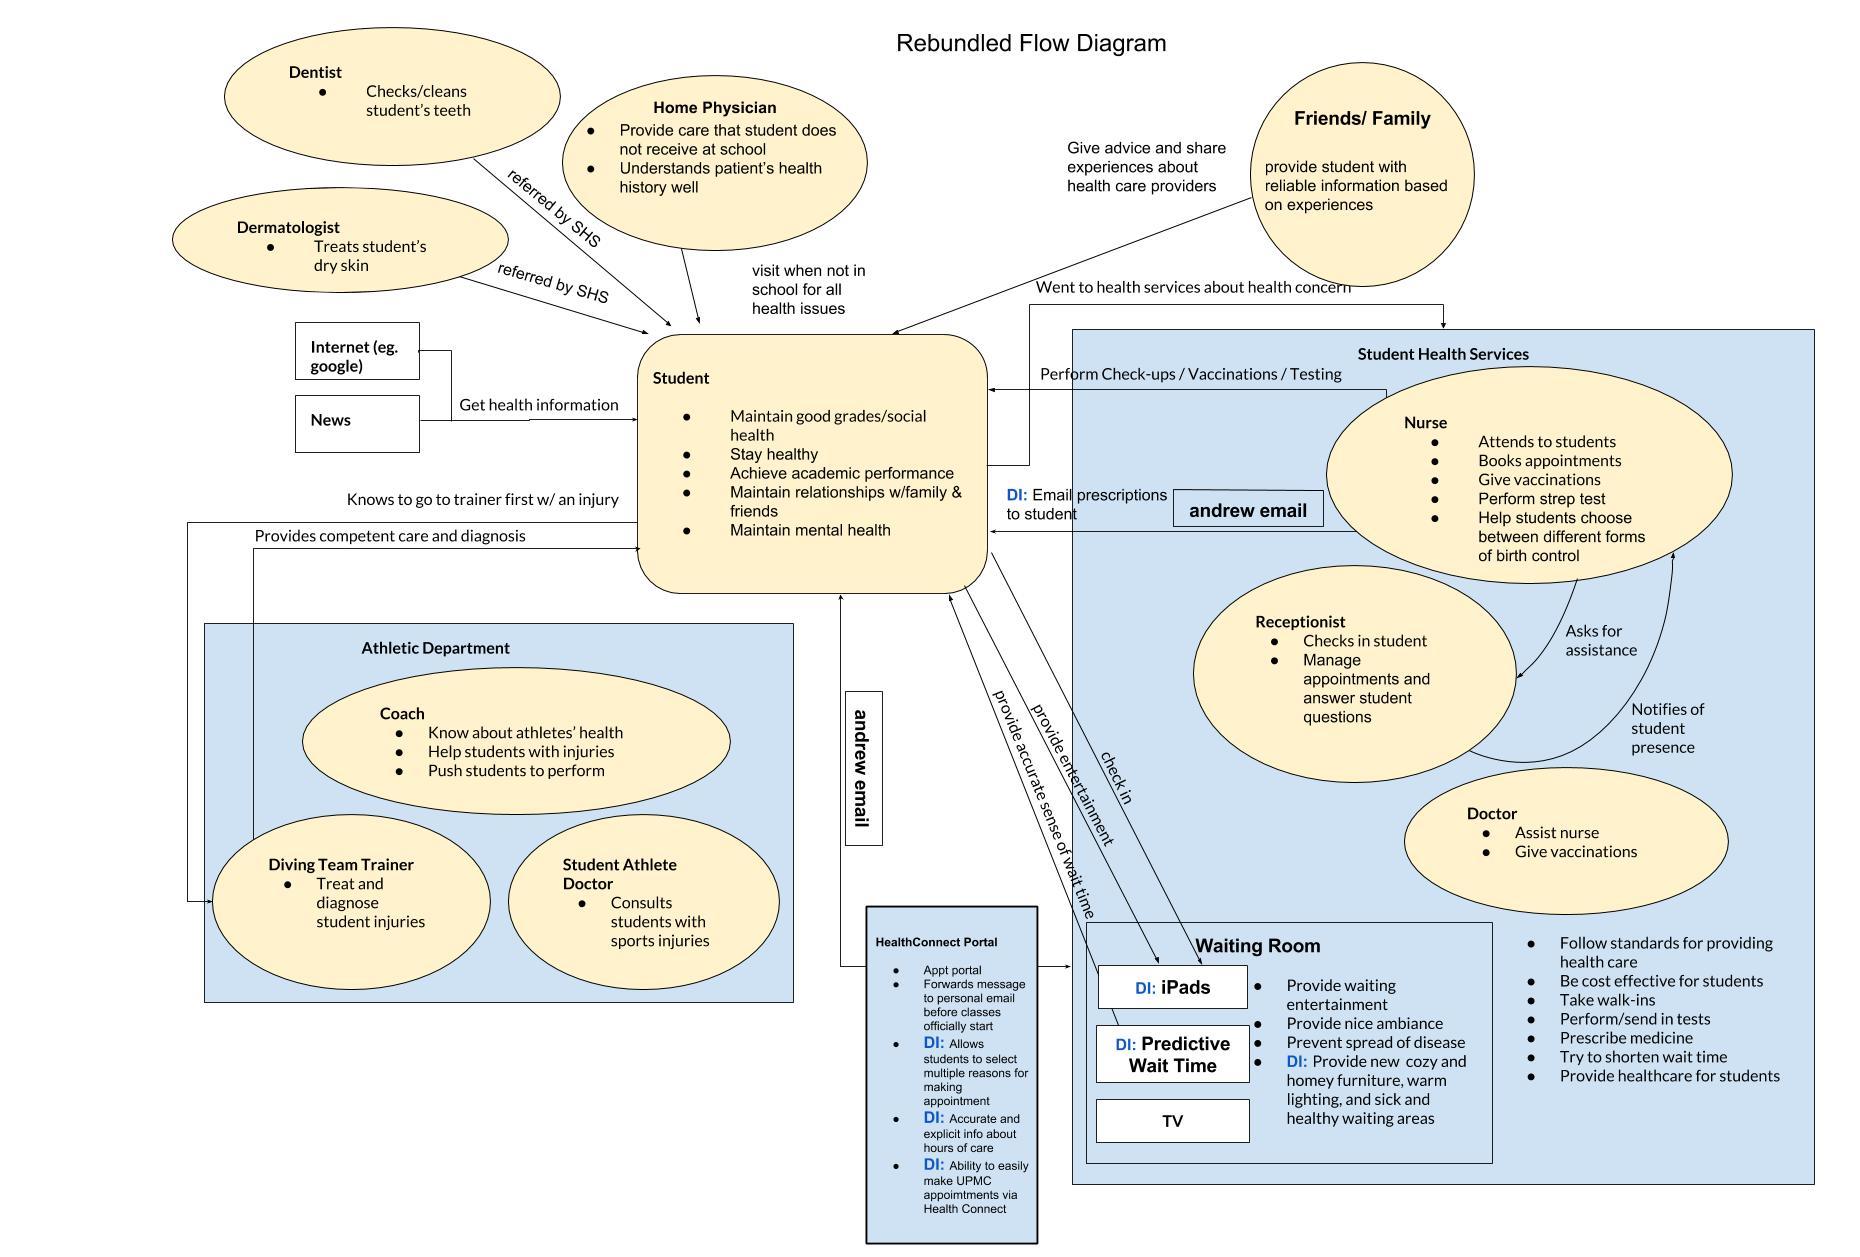 Rebundled Flow Diagram
Dentist
● Checks/cleans
student's teeth
Home Physician
● Provide care that student does
not receive at school
● Understands patient's health
history well
Friends/ Family
provide student with
reliable information based
on experiences
Give advice and share
experiences about
health care providers
referred by SHS
Dermatologist
● Treats student's
dry skin
referred by SHS
visit when not in
school for all
health issues
Went to health services about health concern
Internet (eg.
google)
News
Get health information
Student
● Maintain good grades/social
health
● Stay healthy
● Achieve academic performance
● Maintain relationships w/family &
friends
● Maintain mental health
Student Health Services
Perform Check-ups / Vaccinations / Testing
Nurse
● Attends to students
● Books appointments
● Give vaccinations
● Perform strep test
● Help students choose
between different forms
of birth control
DI: Email prescriptions
to student
andrew email
Knows to go to trainer first w/ an injury
Provides competent care and diagnosis
Receptionist
● Checks in student
● Manage
appointments and
answer student
questions
Asks for
assistance
Notifies of
student
presence
Athletic Department
Coach
● Know about athletes' health
● Help students with injuries
● Push students to perform
Diving Team Trainer
● Treat and
diagnose
student injuries
Student Athlete
Doctor
● Consults
students with
sports injuries
andrew email
provide accurate sense of wait time
provide entertainment
check in
Doctor
● Assist nurse
● Give vaccinations
HealthConnect Portal
● Appt portal
● Forwards message
to personal email
before classes
officially start
● DI: Allows
students to select
multiple reasons for
making
appointment
● DI: Accurate and
explicit info about
hours of care
● DI: Ability to easily
make UPMC
appoimtments via
Health Connect
Waiting Room
DI: iPads
DI: Predictive
Wait Time
TV
● Provide waiting
entertainment
● Provide nice ambiance
● Prevent spread of disease
● DI: Provide new cozy and
homey furniture, warm
lighting, and sick and
healthy waiting areas
● Follow standards for providing
health care
● Be cost effective for students
● Take walk-ins
● Perform/send in tests
● Prescribe medicine
● Try to shorten wait time
● Provide healthcare for students